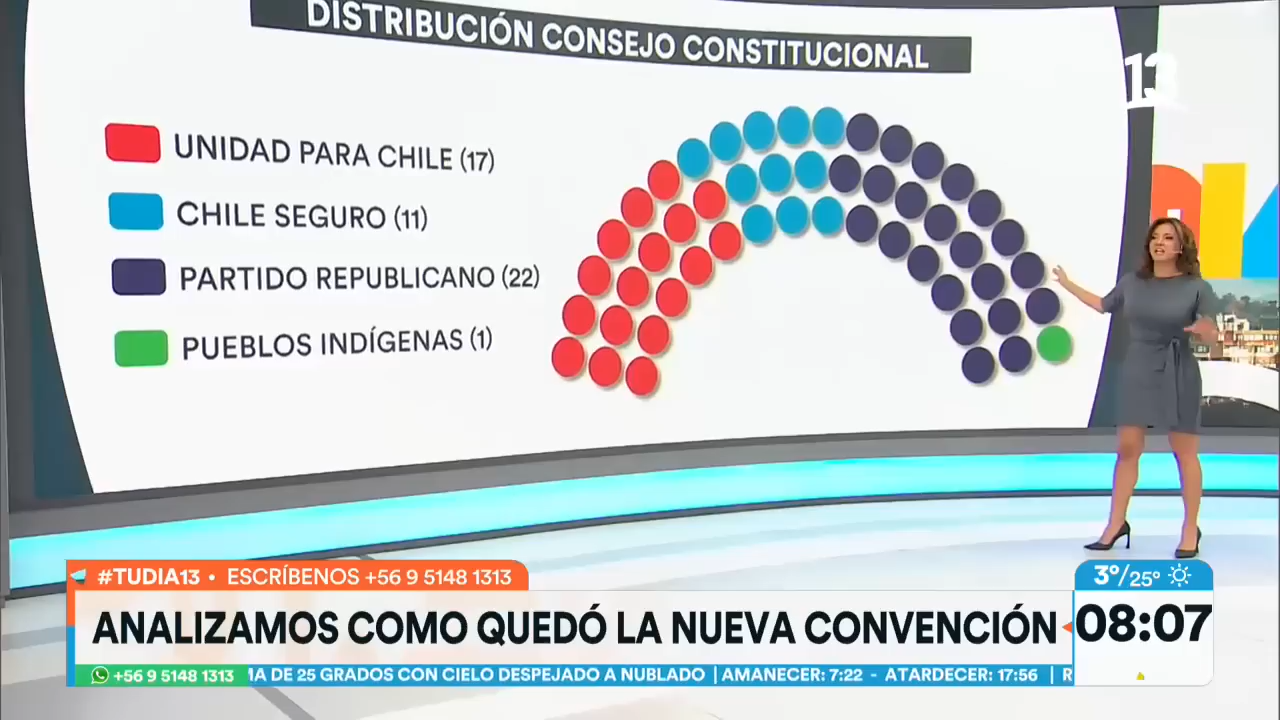 DISTRIBUCIÓN CONSEJO CONSTITUCIONAL
13
UNIDAD PARA CHILE (17)
CHILE SEGURO (11)
PARTIDO REPUBLICANO (22)
PUEBLOS INDÍGENAS (1)
DÍA
#TUDIA13 • ESCRÍBENOS +56 9 5148 1313
3°/25°
ANALIZAMOS COMO QUEDÓ LA NUEVA CONVENCIÓN
08:07
+56 9 5148 1313
DE 25 GRADOS CON CIELO DESPEJADO A NUBLADO | AMANECER: 7:22 - ATARDECER: 17:56 |